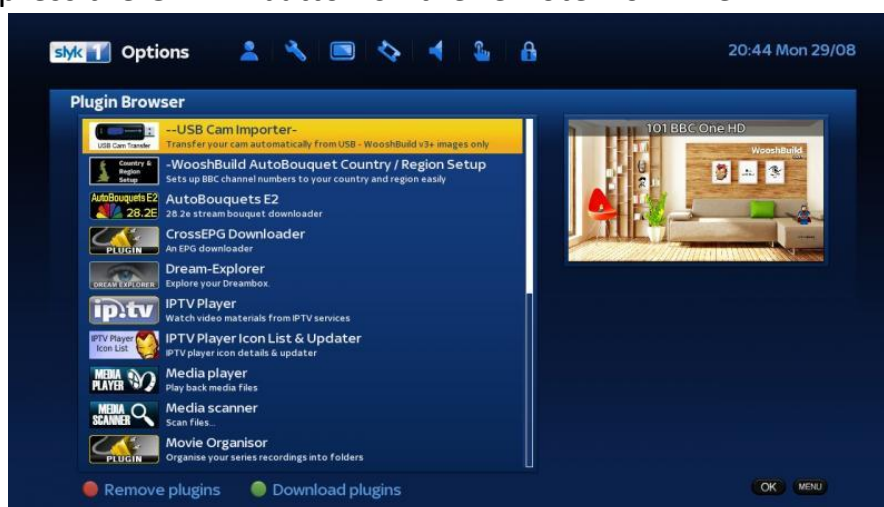 slyk 1 Options
20:44 Mon 29/08
Plugin Browser
USB Cam Transfer
--USB Cam Importer-
Transfer your cam automatically from USB - WooshBuild v3+ images only
Country &
Region
Setup
-WooshBuild AutoBouquet Country / Region Setup
Sets up BBC channel numbers to your country and region easily
AutoBouquets E2
28.2E
AutoBouquets E2
28.2e stream bouquet downloader
PLUGIN
CrossEPG Downloader
An EPG downloader
DREAM EXPLORER
Dream-Explorer
Explore your Dreambox.
ip.tv
IPTV Player
Watch video materials from IPTV services
IPTV Player
Icon List
IPTV Player Icon List & Updater
IPTV player icon details & updater
MEDIA
PLAYER
Media player
Play back media files
MEDIA
SCANNER
Media scanner
Scan files...
PLUGIN
Movie Organisor
Organise your series recordings into folders
101 BBC One HD
WooshBuild
Remove plugins
Download plugins
OK
MENU